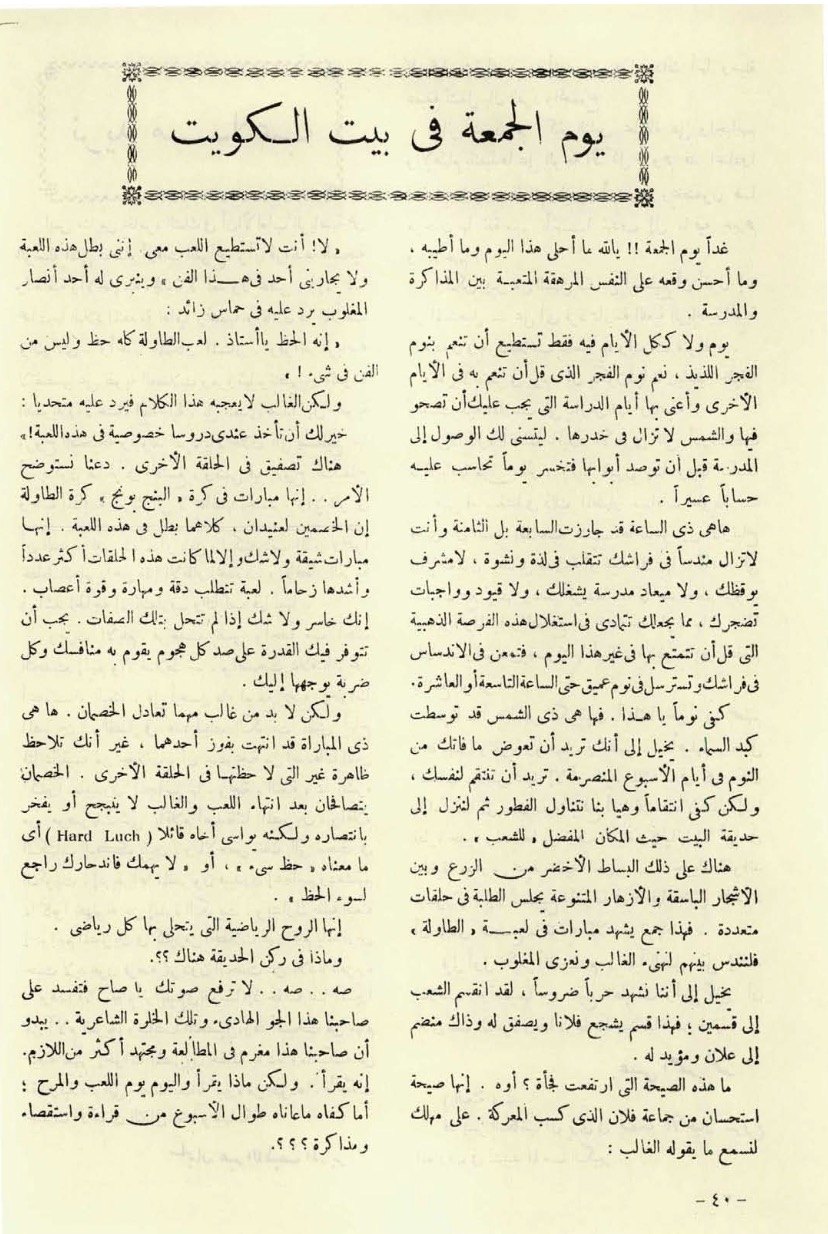 يوم الجمعة فى بيت الكويت
غداً يوم الجمعة !! يالله ما أحلى هذا اليوم وما أطيبه ،
وما أحسن وقعه على النفس المرهقة المتعبة بين المذاكرة
والمدرسة .
يوم ولا ككل الأيام فيه فقط تستطيع أن تنعم بنوم
الفجر اللذيذ ، نعم نوم الفجر الذى قل أن تنعم به فى الأيام
الأخرى وأعنى بها أيام الدراسة التى يجب عليك أن تصحو
فيها والشمس لا تزال فى خدرها . ليتسنى لك الوصول إلى
المدرسة قبل أن توصد أبوابها فتخسر يوماً تحاسب عليه
حساباً عسيراً .
هاهى ذى الساعة قد جاوزت السابعة بل الثامنة وأنت
لاتزال مندساً فى فراشك تتقلب فى لذة ونشوة ، لامشرف
يوقظك ، ولا ميعاد مدرسة يشغلك ، ولا قيود وواجبات
تضجرك ، مما يجعلك تتمادى فى استغلال هذه الفرصة الذهبية
التى قل أن تتمتع بها فى غير هذا اليوم ، فتمعن فى الاندساس
فى فراشك وتسترسل فى نوم عميق حتى الساعة التاسعة أو العاشرة.
كفى نوماً يا هذا . فها هى ذى الشمس قد توسطت
كبد السماء . يخيل إلى أنك تريد أن تعوض ما فاتك من
النوم فى أيام الأسبوع المنصرمة . تريد أن تنتقم لنفسك ،
ولكن كفى انتقاماً وهيا بنا نتناول الفطور ثم لننزل إلى
حديقة البيت حيث المكان المفضل « للشعب » .
هناك على ذلك البساط الأخضر من الزرع وبين
الأشجار الباسقة والأزهار المتنوعة يجلس الطلبة فى حلقات
متعددة . فهذا جمع يشهد مبارات فى لعبة « الطاولة »
فلنندس بينهم لنهنىء الغالب ونعزى المغلوب .
يخيل إلى أننا نشهد حرباً ضروساً ، لقد انقسم الشعب
إلى قسمين ؛ فهذا قسم يشجع فلانا ويصفق له وذاك منضم
إلى علان ومؤيد له .
ما هذه الصيحة التى ارتفعت فجأة ؟ أوه . إنها صيحة
استحسان من جماعة فلان الذى كسب المعركة . على مهلك
لنسمع ما يقوله الغالب :
« لا! أنت لاتستطيع اللعب معى. إننى بطل هذه اللعبة
ولا يجاربنى أحد فى هذا الفن » وينبرى له أحد أنصار
المغلوب يرد عليه فى حماس زائد :
« إنه الحظ ياأستاذ . لعب الطاولة كله حظ وليس من
الفن فى شىء ! »
ولكن الغالب لايعجبه هذا الكلام فيرد عليه متحديا :
خير لك أن تأخذ عندى دروسا خصوصية فى هذه اللعبة!»
هناك تصفيق فى الحلقة الأخرى . دعنا نستوضح
الأمر .. إنها مبارات فى كرة « البنج بونج » كرة الطاولة
إن الخصمين لعنيدان ، كلاهما بطل فى هذه اللعبة . إنها
مبارات شيقة ولا شك وإلا لما كانت هذه الحلقات أكثر عدداً
وأشدها زحاماً . لعبة تتطلب دقة ومهارة وقوة أعصاب .
إنك خاسر ولا شك إذا لم تتحل بتلك الصفات . يجب أن
تتوفر فيك القدرة على صد كل هجوم يقوم به منافسك وكل
ضربة يوجهها إليك .
ولكن لا بد من غالب مهما تعادل الخصمان . ها هى
ذى المباراة قد انتهت بفوز أحدهما ، غير أنك تلاحظ
ظاهرة غير التى لا حظتها فى الحلقة الأخرى . الخصمان
يتصافحان بعد انتهاء اللعب والغالب لا يتبجح أو يفخر
بانتصاره ولكنه يواسى أخاه قائلا ( Hard Luch ) أى
ما معناه « حظ سىء » ، أو « لا يهمك فاندحارك راجع
لسوء الحظ » .
إنها الروح الرياضية التى يتحلى بها كل رياضى .
وماذا فى ركن الحديقة هناك ؟؟.
صه .. صه .. لا ترفع صوتك يا صاح فتفسد على
صاحبنا هذا الجو الهادىء وتلك الخلوة الشاعرية .. يبدو
أن صاحبنا هذا مغرم فى المطالعة ومجتهد أكثر من اللازم.
إنه يقرأ . ولكن ماذا يقرأ واليوم يوم اللعب والمرح ؛
أما كفاه ماعاناه طوال الأسبوع من قراءة واستقصاء
ومذاكرة ؟ ؟ ؟.
- ٤٠ -